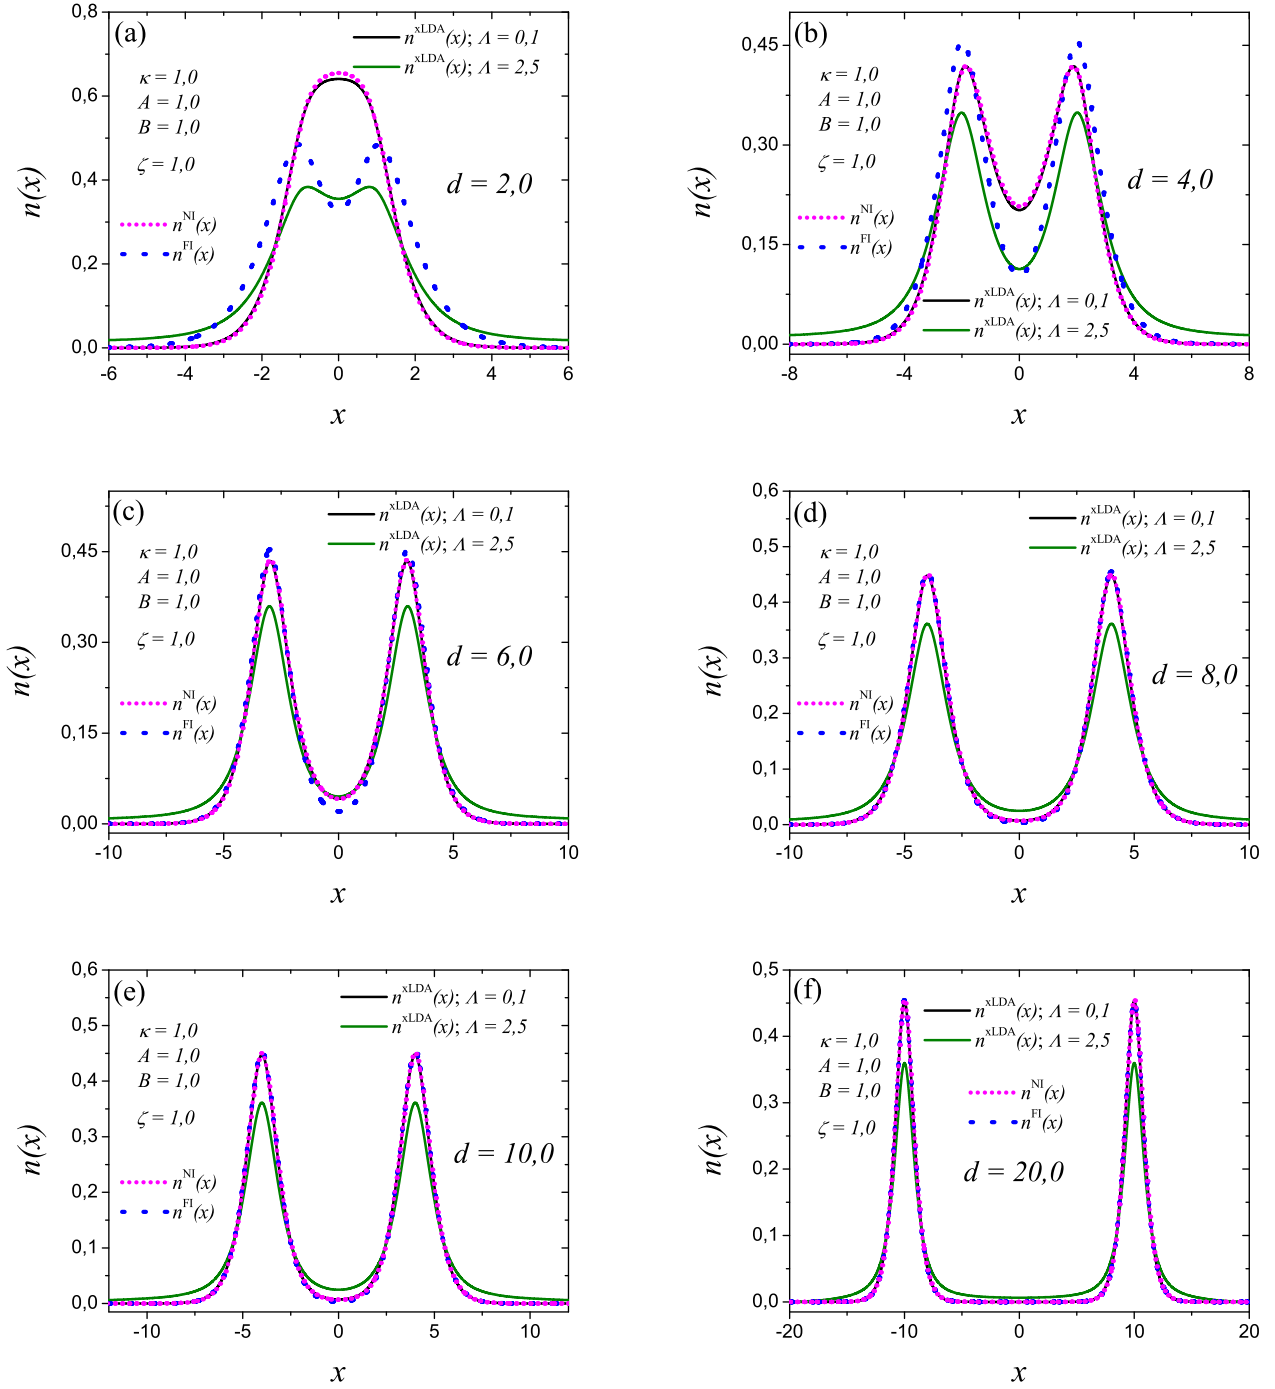 (a)
n^xLDA(x); Λ = 0,1
n^xLDA(x); Λ = 2,5
κ = 1,0
A = 1,0
B = 1,0
ζ = 1,0
d = 2,0
n^NI(x)
n^FI(x)
0,8
0,6
0,4
0,2
0,0
-6 -4 -2 0 2 4 6
n(x)
x
(b)
κ = 1,0
A = 1,0
B = 1,0
ζ = 1,0
d = 4,0
n^NI(x)
n^FI(x)
n^xLDA(x); Λ = 0,1
n^xLDA(x); Λ = 2,5
0,45
0,30
0,15
0,00
-8 -4 0 4 8
n(x)
x
(c)
n^xLDA(x); Λ = 0,1
n^xLDA(x); Λ = 2,5
κ = 1,0
A = 1,0
B = 1,0
ζ = 1,0
d = 6,0
n^NI(x)
n^FI(x)
0,45
0,30
0,15
0,00
-10 -5 0 5 10
n(x)
x
(d)
n^xLDA(x); Λ = 0,1
n^xLDA(x); Λ = 2,5
κ = 1,0
A = 1,0
B = 1,0
ζ = 1,0
d = 8,0
n^NI(x)
n^FI(x)
0,6
0,5
0,4
0,3
0,2
0,1
0,0
-10 -5 0 5 10
n(x)
x
(e)
n^xLDA(x); Λ = 0,1
n^xLDA(x); Λ = 2,5
κ = 1,0
A = 1,0
B = 1,0
ζ = 1,0
d = 10,0
n^NI(x)
n^FI(x)
0,6
0,5
0,4
0,3
0,2
0,1
0,0
-10 -5 0 5 10
n(x)
x
(f)
n^xLDA(x); Λ = 0,1
n^xLDA(x); Λ = 2,5
κ = 1,0
A = 1,0
B = 1,0
ζ = 1,0
n^NI(x)
n^FI(x)
d = 20,0
0,5
0,4
0,3
0,2
0,1
0,0
-20 -10 0 10 20
n(x)
x